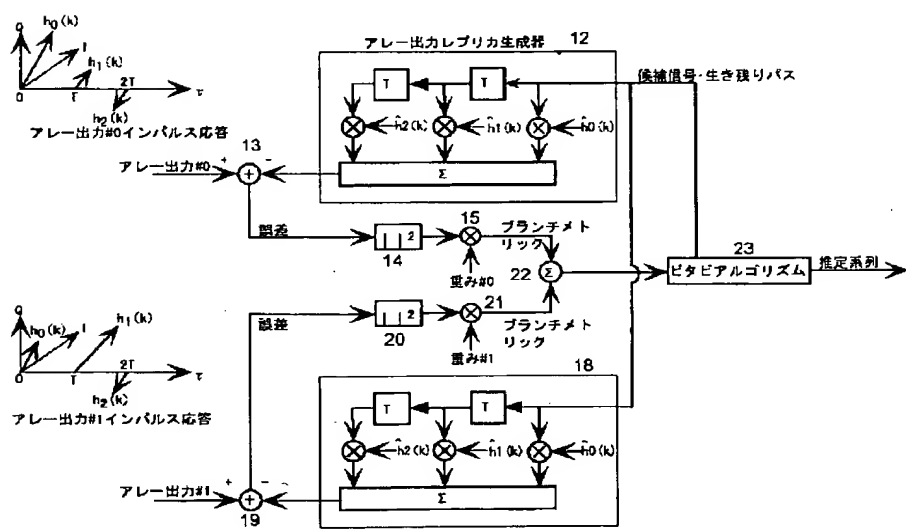 Q
h0(k)
I
h1(k)
0
T
2T
τ
h2(k)
アレー出力#0インパルス応答
アレー出力レプリカ生成器
12
T
T
ĥ2(k)
ĥ1(k)
ĥ0(k)
Σ
候補信号・生き残りパス
アレー出力#0
+
13
-
+
誤差
| | 2
14
15
重み#0
ブランチメト
リック
22
Σ
23
ビタビアルゴリズム
推定系列
Q
h0(k)
I
h1(k)
0
T
2T
τ
h2(k)
アレー出力#1インパルス応答
誤差
| | 2
20
21
重み#1
ブランチメト
リック
18
T
T
ĥ2(k)
ĥ1(k)
ĥ0(k)
Σ
アレー出力#1
+
-
-
+
19